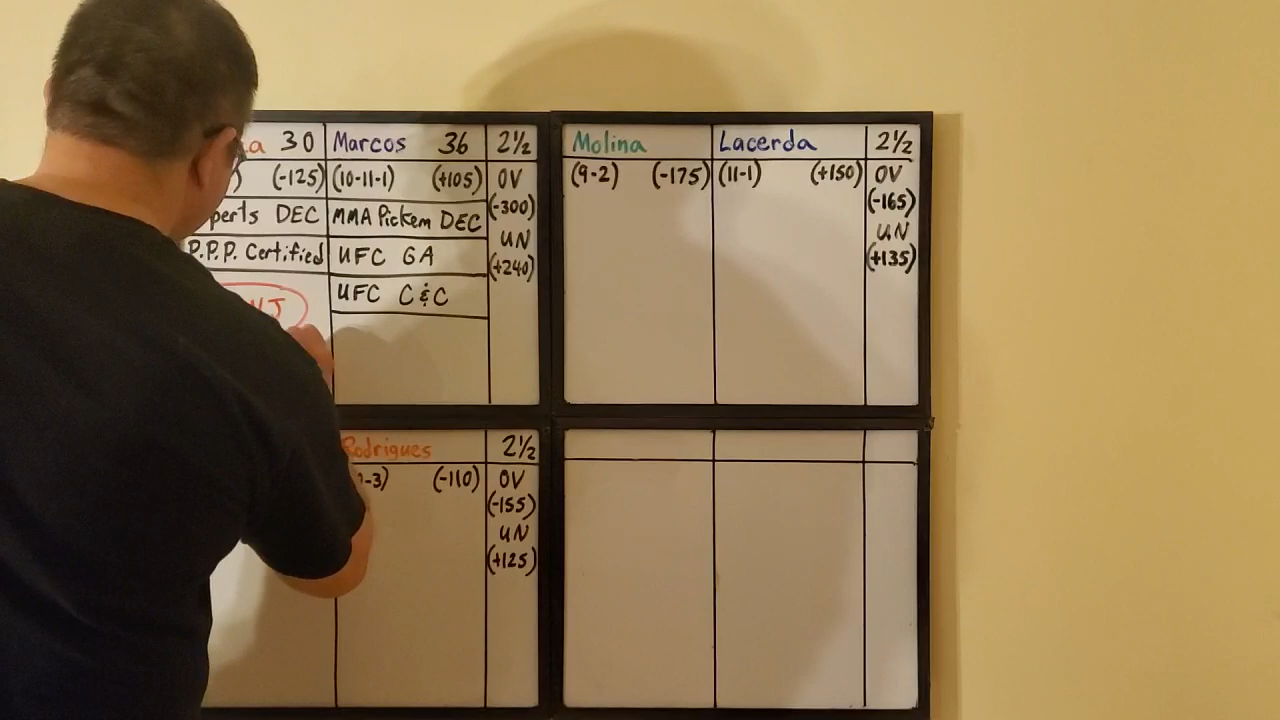 30 Marcos 36 2½
(-125) (10-11-1) (+105) OV
(-300)
DEC MMA Pickem DEC
UN
P.P.P. Certified UFC GA (+240)
UFC C&C
Molina Lacerda 2½
(9-2) (-175) (11-1) (+150) OV
(-165)
UN
(+135)
Rodrigues 2½
(-110) OV
(-155)
UN
(+125)